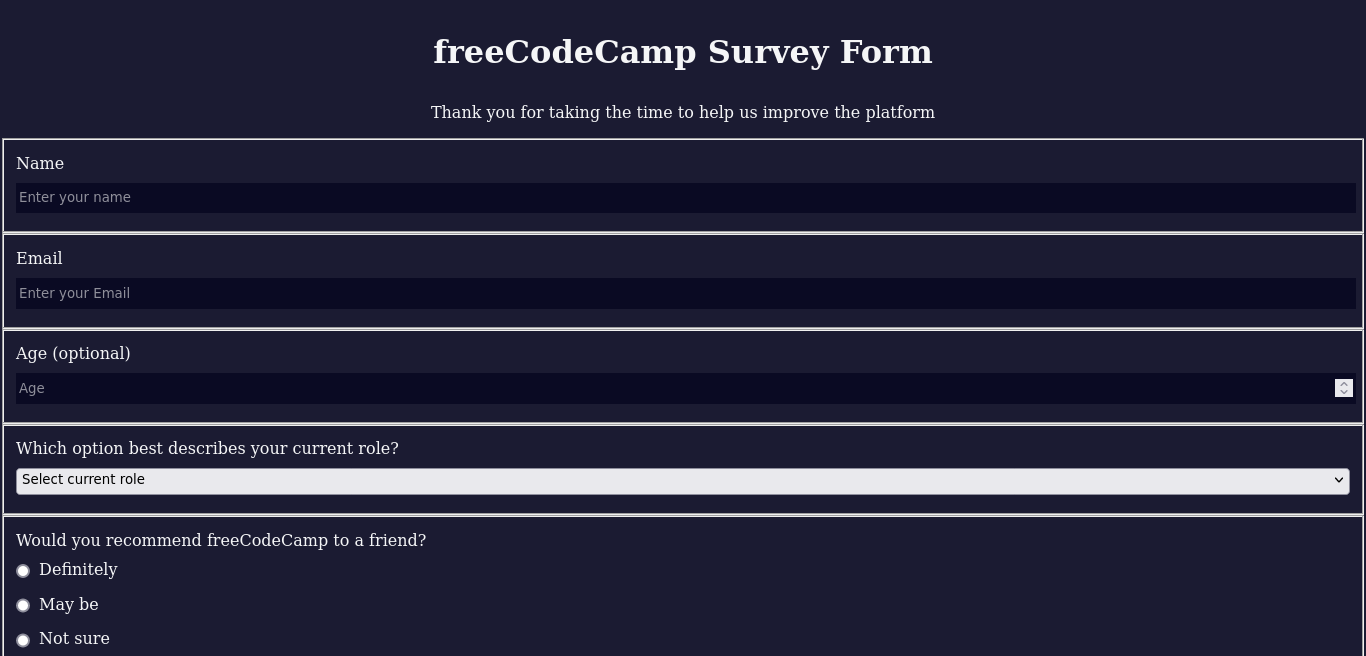 freeCodeCamp Survey Form
Thank you for taking the time to help us improve the platform
Name
Enter your name
Email
Enter your Email
Age (optional)
Age
Which option best describes your current role?
Select current role
Would you recommend freeCodeCamp to a friend?
Definitely
May be
Not sure